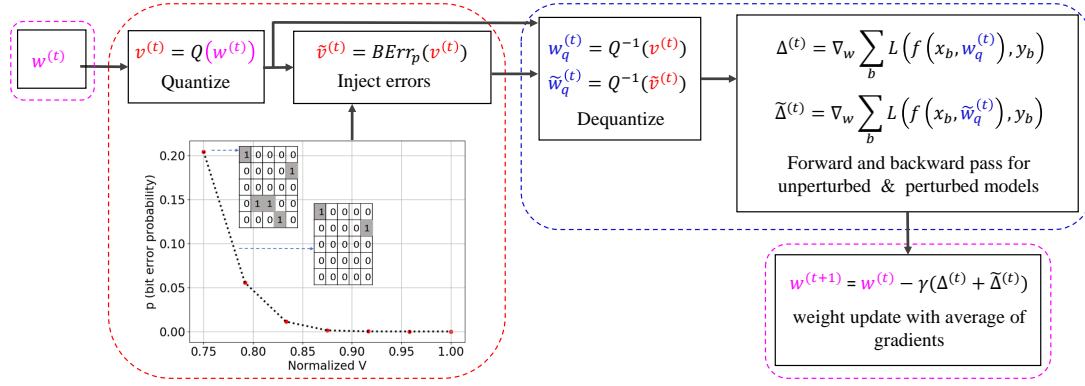 w^(t)
v^(t) = Q(w^(t))
Quantize
ṽ^(t) = BErr_p(v^(t))
Inject errors
w_q^(t) = Q^-1(v^(t))
w̃_q^(t) = Q^-1(ṽ^(t))
Dequantize
Δ^(t) = ∇_w ∑_b L(f(x_b, w_q^(t)), y_b)
Δ̃^(t) = ∇_w ∑_b L(f(x_b, w̃_q^(t)), y_b)
Forward and backward pass for
unperturbed & perturbed models
w^(t+1) = w^(t) − γ(Δ^(t) + Δ̃^(t))
weight update with average of
gradients
p (bit error probability)
0.20
0.15
0.10
0.05
0.00
1 0 0 0 0
0 0 0 0 1
0 0 0 0 0
0 1 1 0 0
0 0 0 1 0
1 0 0 0 0
0 0 0 0 1
0 0 0 0 0
0 0 0 0 0
0 0 0 0 0
0.75 0.80 0.85 0.90 0.95 1.00
Normalized V